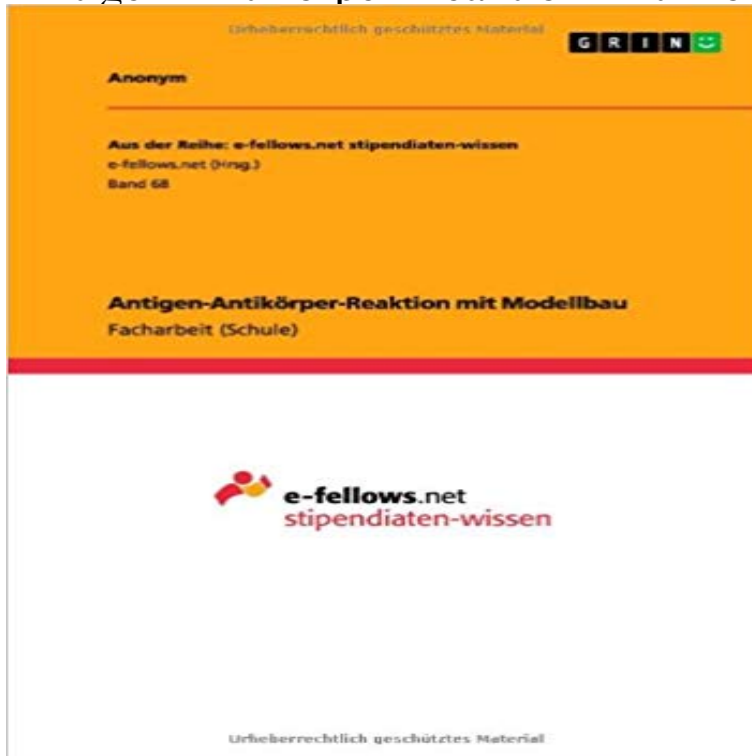 Urheberrechtlich geschütztes Material
GRIN
Anonym
Aus der Reihe: e-fellows.net stipendiaten-wissen
e-fellows.net (Hrsg.)
Band 68
Antigen-Antikörper-Reaktion mit Modellbau
Facharbeit (Schule)
e-fellows.net
stipendiaten-wissen
Urheberrechtlich geschütztes Material